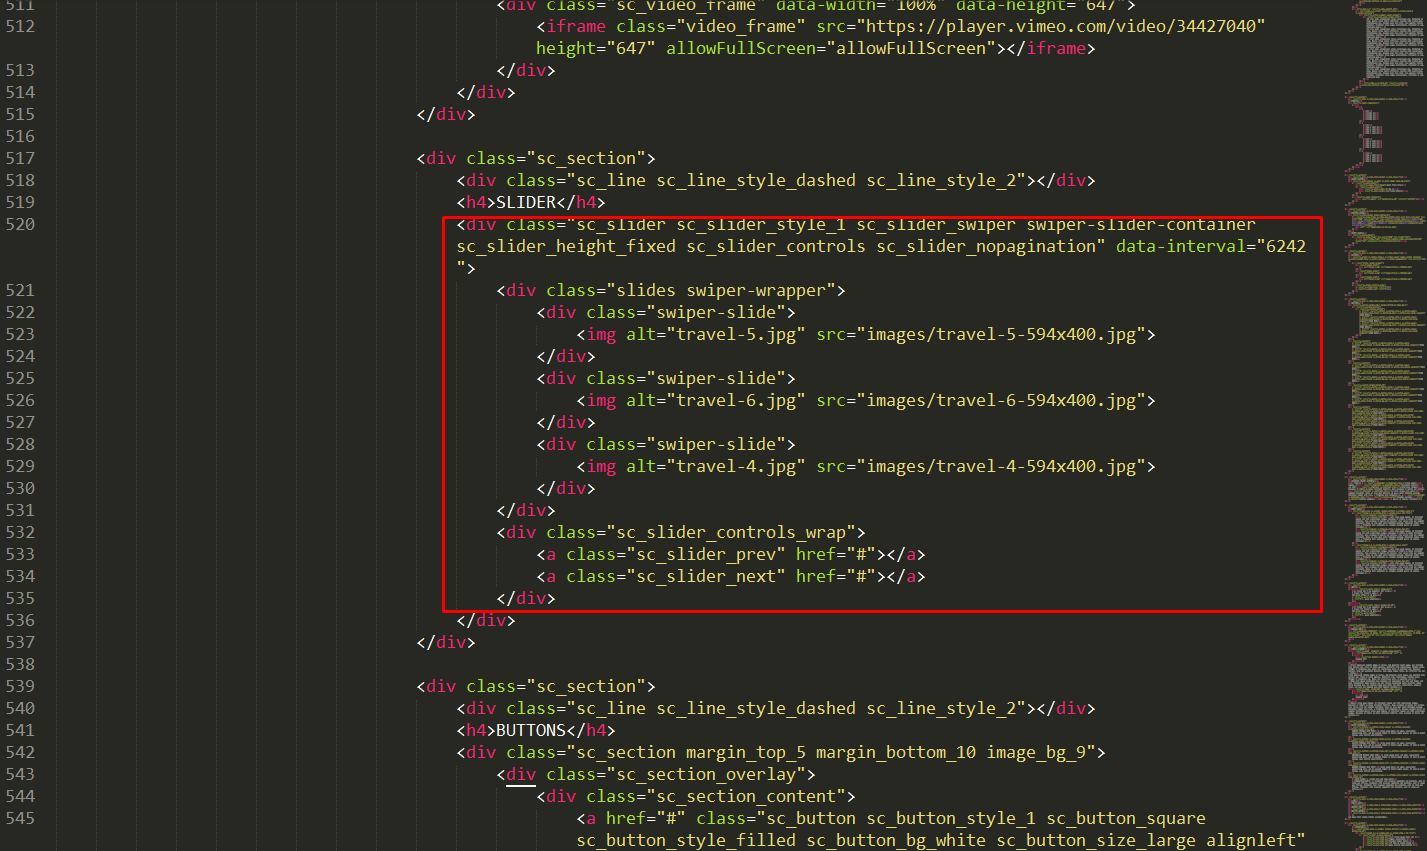 511 <div class="sc_video_frame" data-width="100%" data-height="647">
512 <iframe class="video_frame" src="https://player.vimeo.com/video/34427040"
height="647" allowFullScreen="allowFullScreen"></iframe>
513 </div>
514 </div>
515 </div>
516
517 <div class="sc_section">
518 <div class="sc_line sc_line_style_dashed sc_line_style_2"></div>
519 <h4>SLIDER</h4>
520 <div class="sc_slider sc_slider_style_1 sc_slider_swiper swiper-slider-container
sc_slider_height_fixed sc_slider_controls sc_slider_nopagination" data-interval="6242
">
521 <div class="slides swiper-wrapper">
522 <div class="swiper-slide">
523 <img alt="travel-5.jpg" src="images/travel-5-594x400.jpg">
524 </div>
525 <div class="swiper-slide">
526 <img alt="travel-6.jpg" src="images/travel-6-594x400.jpg">
527 </div>
528 <div class="swiper-slide">
529 <img alt="travel-4.jpg" src="images/travel-4-594x400.jpg">
530 </div>
531 </div>
532 <div class="sc_slider_controls_wrap">
533 <a class="sc_slider_prev" href="#"></a>
534 <a class="sc_slider_next" href="#"></a>
535 </div>
536 </div>
537 </div>
538
539 <div class="sc_section">
540 <div class="sc_line sc_line_style_dashed sc_line_style_2"></div>
541 <h4>BUTTONS</h4>
542 <div class="sc_section margin_top_5 margin_bottom_10 image_bg_9">
543 <div class="sc_section_overlay">
544 <div class="sc_section_content">
545 <a href="#" class="sc_button sc_button_style_1 sc_button_square
sc_button_style_filled sc_button_bg_white sc_button_size_large alignleft"